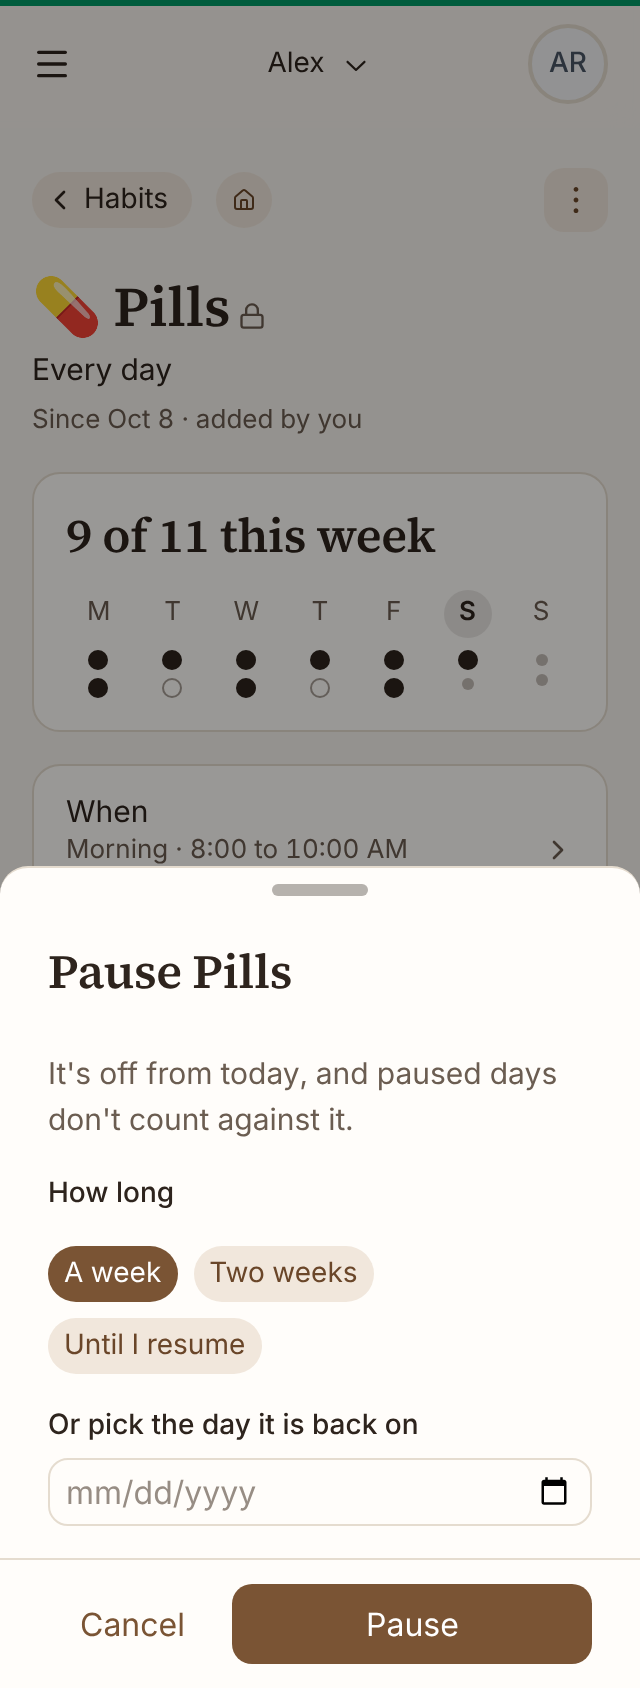 Alex
AR
Habits
Pills
Every day
Since Oct 8 · added by you
9 of 11 this week
M T W T F S S
When
Morning · 8:00 to 10:00 AM
Pause Pills
It's off from today, and paused days
don't count against it.
How long
A week
Two weeks
Until I resume
Or pick the day it is back on
mm/dd/yyyy
Cancel
Pause